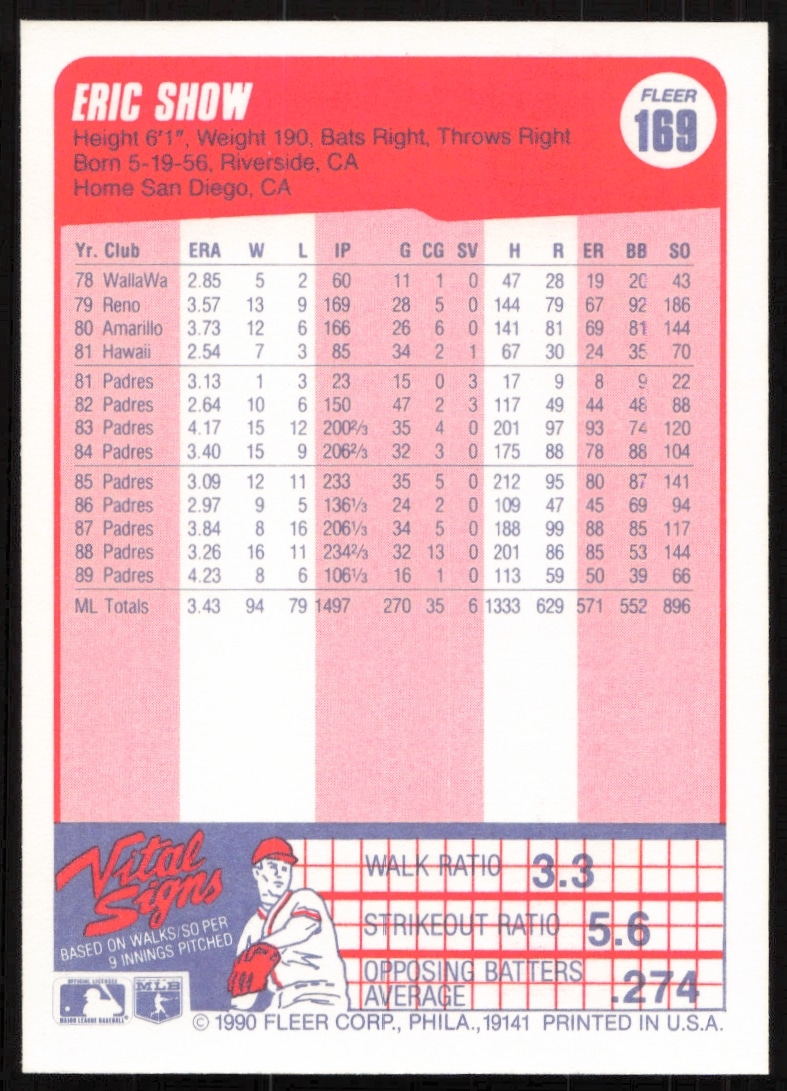 ERIC SHOW
FLEER
169
Height 6'1", Weight 190, Bats Right, Throws Right
Born 5-19-56, Riverside, CA
Home San Diego, CA
Yr. Club ERA W L IP G CG SV H R ER BB SO
78 WallaWa 2.85 5 2 60 11 1 0 47 28 19 20 43
79 Reno 3.57 13 9 169 28 5 0 144 79 67 92 186
80 Amarillo 3.73 12 6 166 26 6 0 141 81 69 81 144
81 Hawaii 2.54 7 3 85 34 2 1 67 30 24 35 70
81 Padres 3.13 1 3 23 15 0 3 17 9 8 9 22
82 Padres 2.64 10 6 150 47 2 3 117 49 44 48 88
83 Padres 4.17 15 12 200⅔ 35 4 0 201 97 93 74 120
84 Padres 3.40 15 9 206⅔ 32 3 0 175 88 78 88 104
85 Padres 3.09 12 11 233 35 5 0 212 95 80 87 141
86 Padres 2.97 9 5 136⅓ 24 2 0 109 47 45 69 94
87 Padres 3.84 8 16 206⅓ 34 5 0 188 99 88 85 117
88 Padres 3.26 16 11 234⅔ 32 13 0 201 86 85 53 144
89 Padres 4.23 8 6 106⅓ 16 1 0 113 59 50 39 66
ML Totals 3.43 94 79 1497 270 35 6 1333 629 571 552 896
Vital
Signs
BASED ON WALKS/SO PER
9 INNINGS PITCHED
WALK RATIO 3.3
STRIKEOUT RATIO 5.6
OPPOSING BATTERS
AVERAGE .274
OFFICIAL LICENSEE
MAJOR LEAGUE BASEBALL
MLB
© 1990 FLEER CORP., PHILA., 19141 PRINTED IN U.S.A.